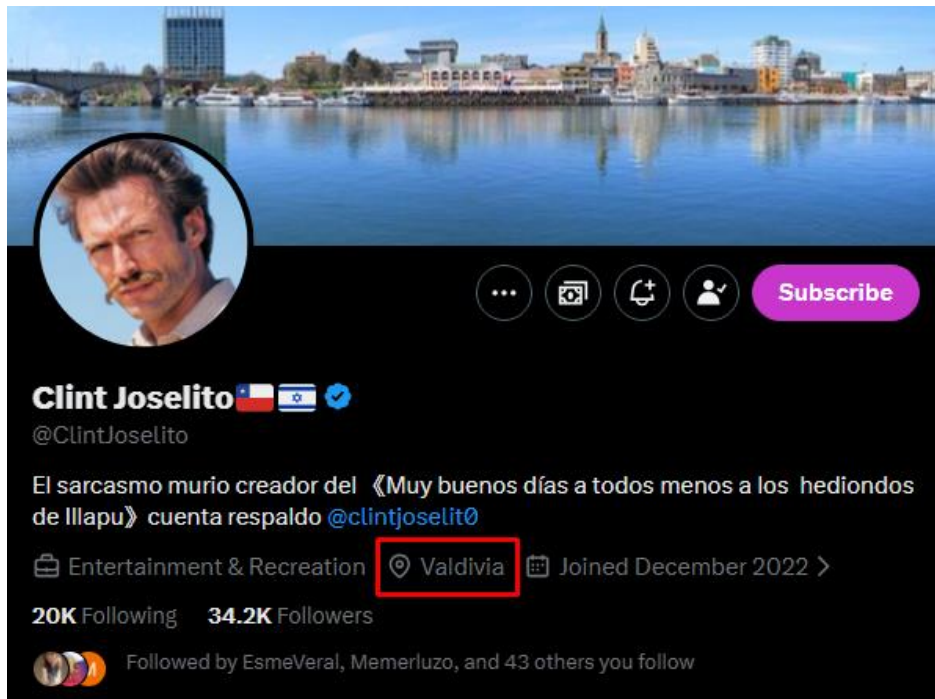 Subscribe
Clint Joselito🇨🇱🇮🇱
@ClintJoselito
El sarcasmo murio creador del 《Muy buenos días a todos menos a los hediondos
de Illapu》 cuenta respaldo @clintjoselit0
Entertainment & Recreation Valdivia Joined December 2022
20K Following 34.2K Followers
Followed by EsmeVeral, Memerluzo, and 43 others you follow